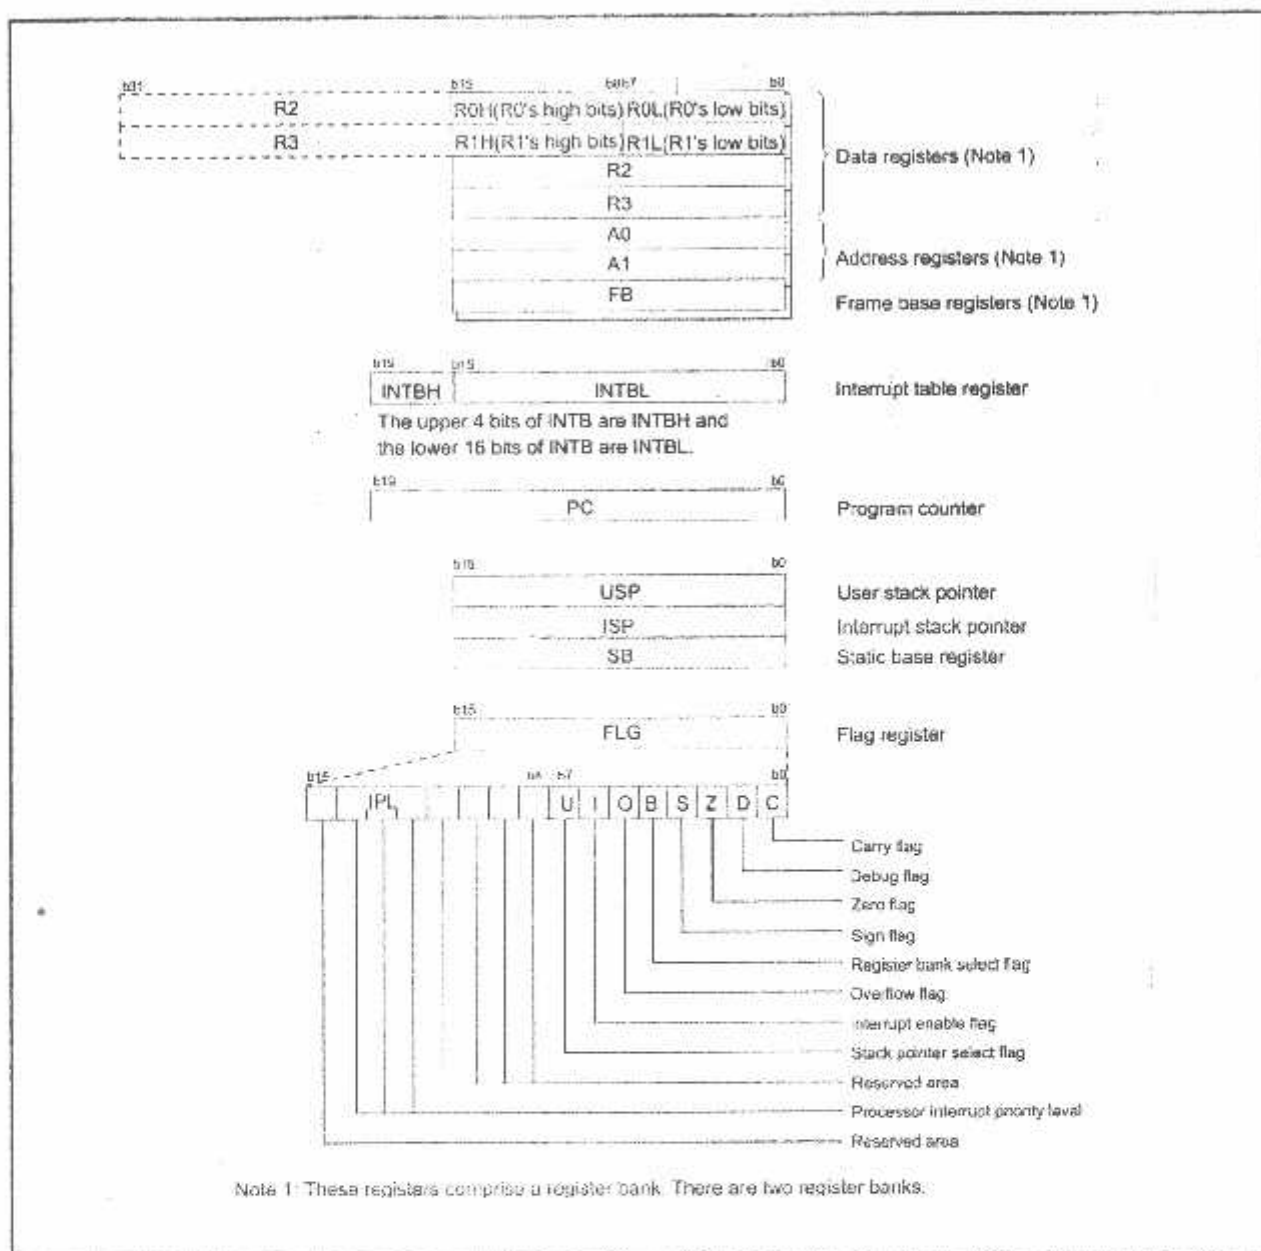 b31 b15 b8b7 b0
R2 R0H(R0's high bits) R0L(R0's low bits)
R3 R1H(R1's high bits) R1L(R1's low bits)
Data registers (Note 1)
R2
R3
A0
A1
Address registers (Note 1)
FB
Frame base registers (Note 1)
b19 b15 b0
INTBH INTBL Interrupt table register
The upper 4 bits of INTB are INTBH and
the lower 16 bits of INTB are INTBL.
b19 b0
PC Program counter
b15 b0
USP User stack pointer
ISP Interrupt stack pointer
SB Static base register
b15 b0
FLG Flag register
b15 b8 b7 b0
IPL U I O B S Z D C
Carry flag
Debug flag
Zero flag
Sign flag
Register bank select flag
Overflow flag
Interrupt enable flag
Stack pointer select flag
Reserved area
Processor interrupt priority level
Reserved area
Note 1: These registers comprise a register bank. There are two register banks.